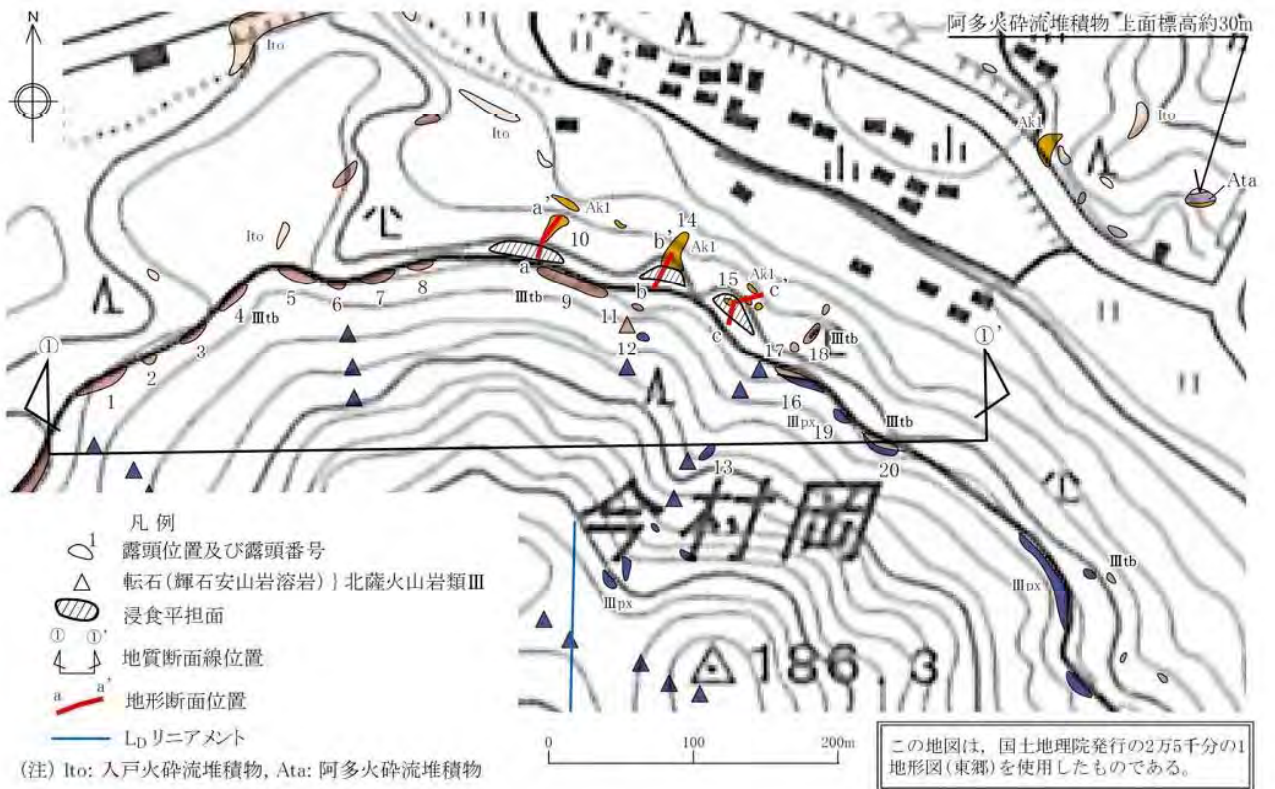 N
阿多火砕流堆積物 上面標高約30m
Ito
Ito
Ak1
Ito
Ata
a'
Ak1
10
14
b'
Ak1
Ito
a
15
Ak1
c'
b
5
6
7
8
9
Ⅲtb
4
Ⅲtb
11
c
18
Ⅲtb
①
①'
3
12
17
2
1
16
Ⅲpx
19
Ⅲtb
20
13
今村岡
Ⅲpx
Ⅲpx
Ⅲtb
186.3
凡 例
1
露頭位置及び露頭番号
転石(輝石安山岩溶岩) } 北薩火山岩類Ⅲ
浸食平坦面
① ①'
地質断面線位置
a a'
地形断面位置
LDリニアメント
(注) Ito: 入戸火砕流堆積物, Ata: 阿多火砕流堆積物
0 100 200m
この地図は，国土地理院発行の2万5千分の1
地形図(東郷)を使用したものである。